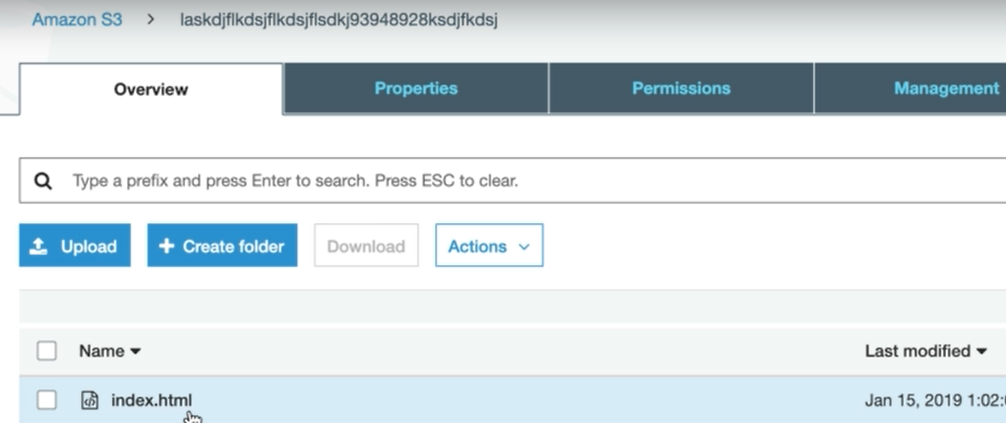 Amazon S3 > laskdjflkdsjflkdsjflsdkj93948928ksdjfkdsj
Overview Properties Permissions Management
Type a prefix and press Enter to search. Press ESC to clear.
Upload + Create folder Download Actions
Name Last modified
index.html Jan 15, 2019 1:02: